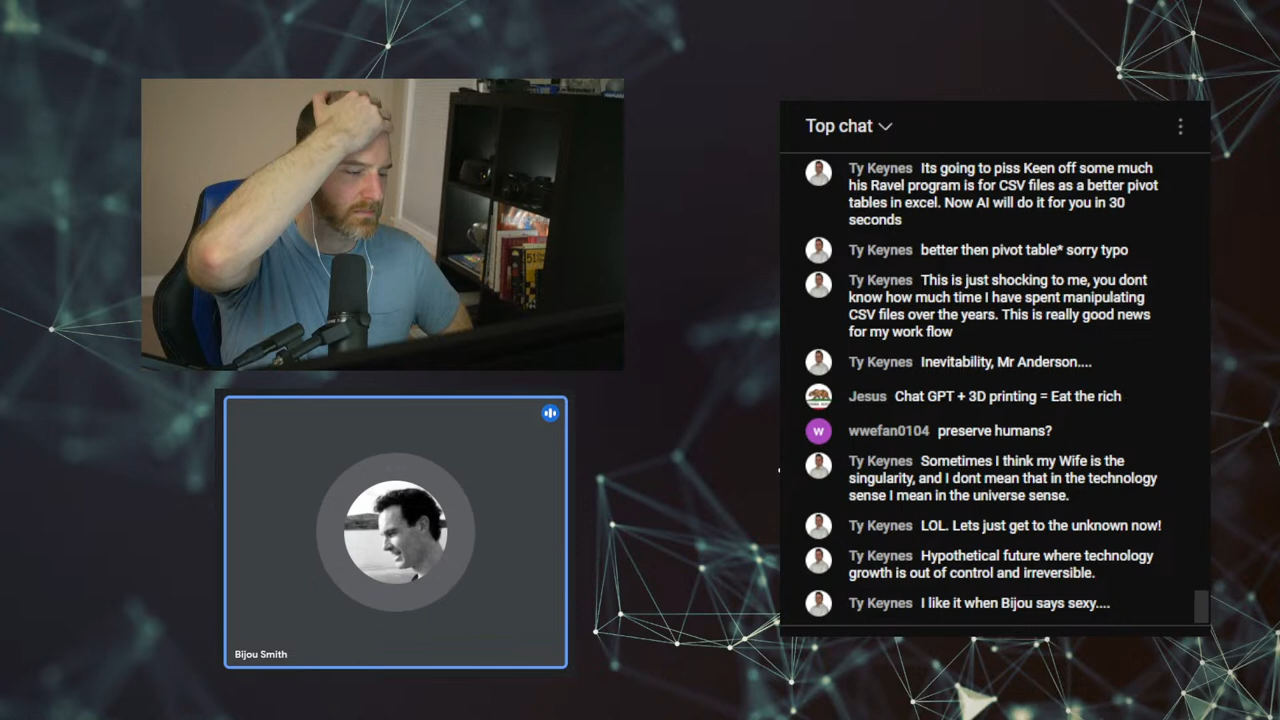 Top chat
Ty Keynes Its going to piss Keen off some much
his Ravel program is for CSV files as a better pivot
tables in excel. Now AI will do it for you in 30
seconds
Ty Keynes better then pivot table* sorry typo
Ty Keynes This is just shocking to me, you dont
know how much time I have spent manipulating
CSV files over the years. This is really good news
for my work flow
Ty Keynes Inevitability, Mr Anderson....
Jesus Chat GPT + 3D printing = Eat the rich
W wwefan0104 preserve humans?
Ty Keynes Sometimes I think my Wife is the
singularity, and I dont mean that in the technology
sense I mean in the universe sense.
Ty Keynes LOL. Lets just get to the unknown now!
Ty Keynes Hypothetical future where technology
growth is out of control and irreversible.
Ty Keynes I like it when Bijou says sexy....
Bijou Smith